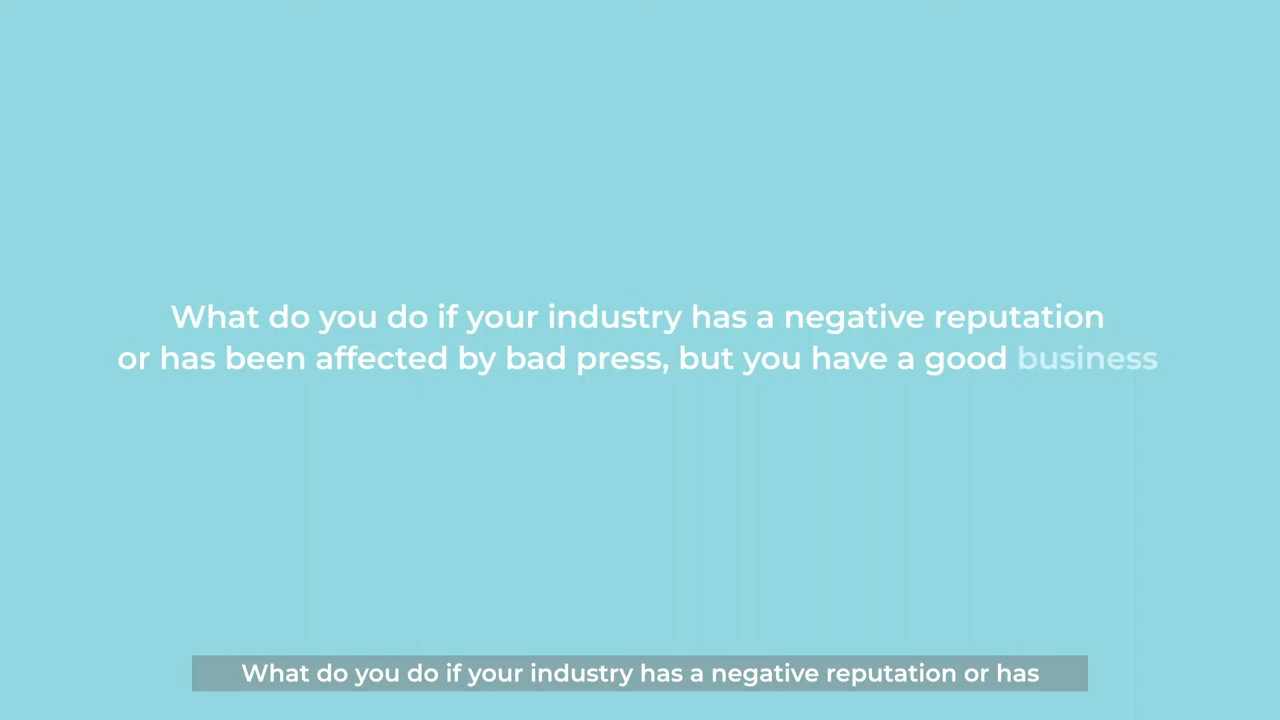 What do you do if your industry has a negative reputation
or has been affected by bad press, but you have a good business
What do you do if your industry has a negative reputation or has